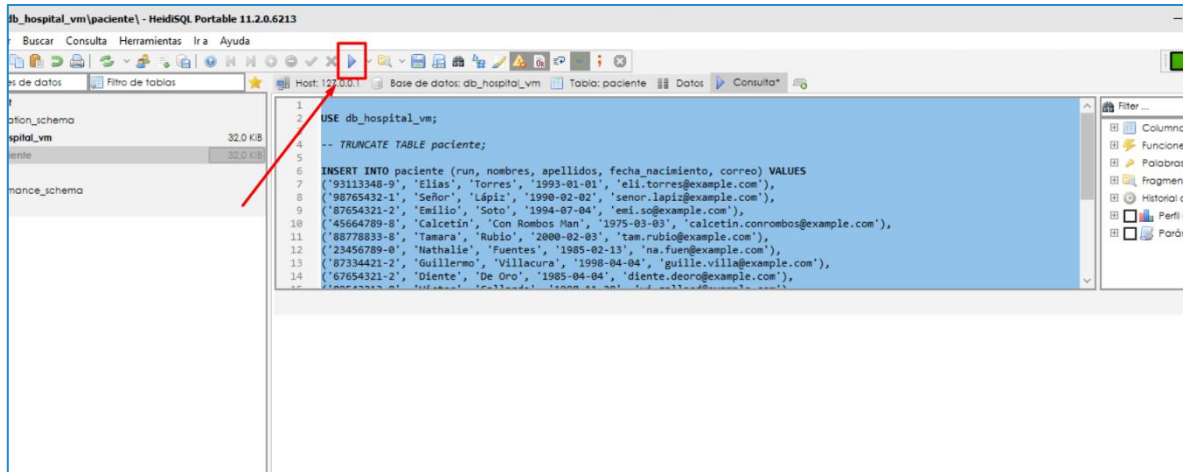 db_hospital_vm\paciente\ - HeidiSQL Portable 11.2.0.6213
Buscar Consulta Herramientas Ir a Ayuda
es de datos Filtro de tablas
Host: 127.0.0.1 Base de datos: db_hospital_vm Tabla: paciente Datos Consulta*
ation_schema
spital_vm 32,0 KiB
iente 32,0 KiB
mance_schema
1
2 USE db_hospital_vm;
3
4 -- TRUNCATE TABLE paciente;
5
6 INSERT INTO paciente (run, nombres, apellidos, fecha_nacimiento, correo) VALUES
7 ('93113348-9', 'Elias', 'Torres', '1993-01-01', 'eli.torres@example.com'),
8 ('98765432-1', 'Señor', 'Lápiz', '1990-02-02', 'senor.lapiz@example.com'),
9 ('87654321-2', 'Emilio', 'Soto', '1994-07-04', 'emi.so@example.com'),
10 ('45664789-8', 'Calcetín', 'Con Rombos Man', '1975-03-03', 'calcetin.conrombos@example.com'),
11 ('88778833-8', 'Tamara', 'Rubio', '2000-02-03', 'tam.rubio@example.com'),
12 ('23456789-0', 'Nathalie', 'Fuentes', '1985-02-13', 'na.fuen@example.com'),
13 ('87334421-2', 'Guillermo', 'Villacura', '1998-04-04', 'guille.villa@example.com'),
14 ('67654321-2', 'Diente', 'De Oro', '1985-04-04', 'diente.deoro@example.com'),
Filter ...
Columna
Funcione
Palabras
Fragmen
Historial d
Perfil
Parám